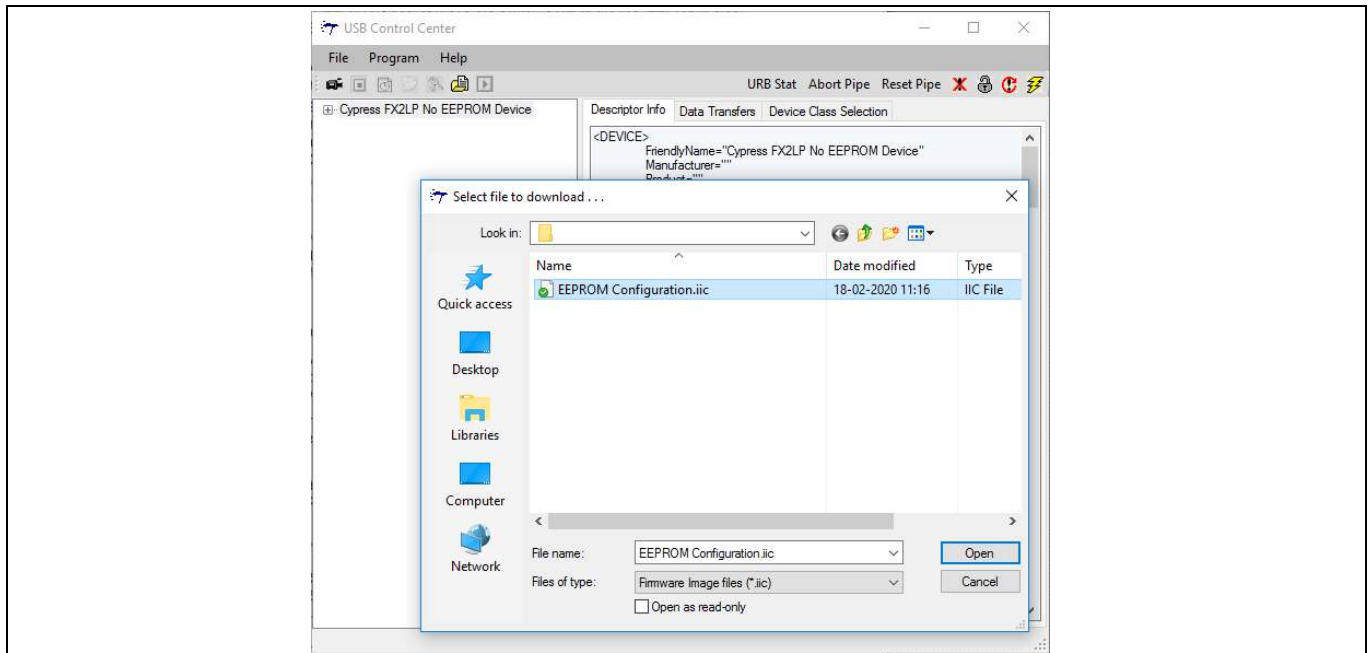 USB Control Center
File Program Help
URB Stat Abort Pipe Reset Pipe
Cypress FX2LP No EEPROM Device
Descriptor Info Data Transfers Device Class Selection
<DEVICE>
FriendlyName="Cypress FX2LP No EEPROM Device"
Manufacturer=""
Product=""
Select file to download . . .
Look in:
Name Date modified Type
EEPROM Configuration.iic 18-02-2020 11:16 IIC File
Quick access
Desktop
Libraries
Computer
Network
File name: EEPROM Configuration.iic Open
Files of type: Firmware Image files (*.iic) Cancel
Open as read-only